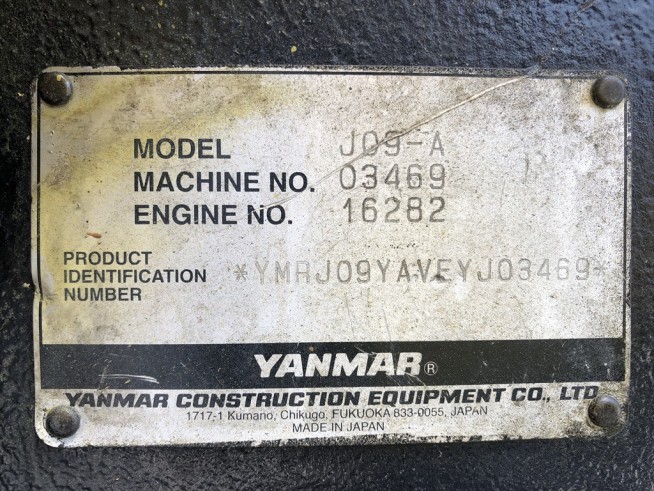 MODEL J09-A
MACHINE NO. 03469
ENGINE NO. 16282
PRODUCT
IDENTIFICATION
NUMBER *YMRJ09YAVEYJ03469*
YANMAR®
YANMAR CONSTRUCTION EQUIPMENT CO., LTD
1717-1 Kumano, Chikugo, FUKUOKA 833-0055, JAPAN
MADE IN JAPAN